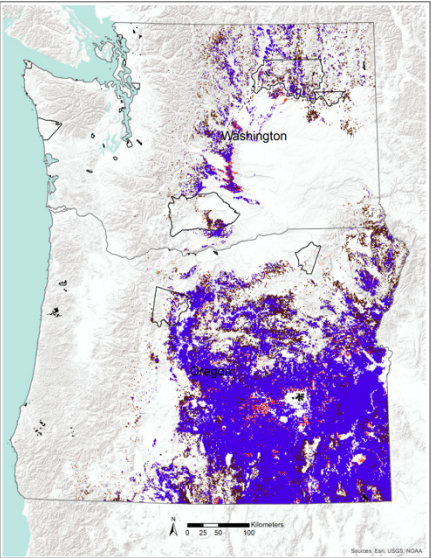 Washington
Oregon
N
Kilometers
0 25 50 100
Sources: Esri, USGS, NOAA